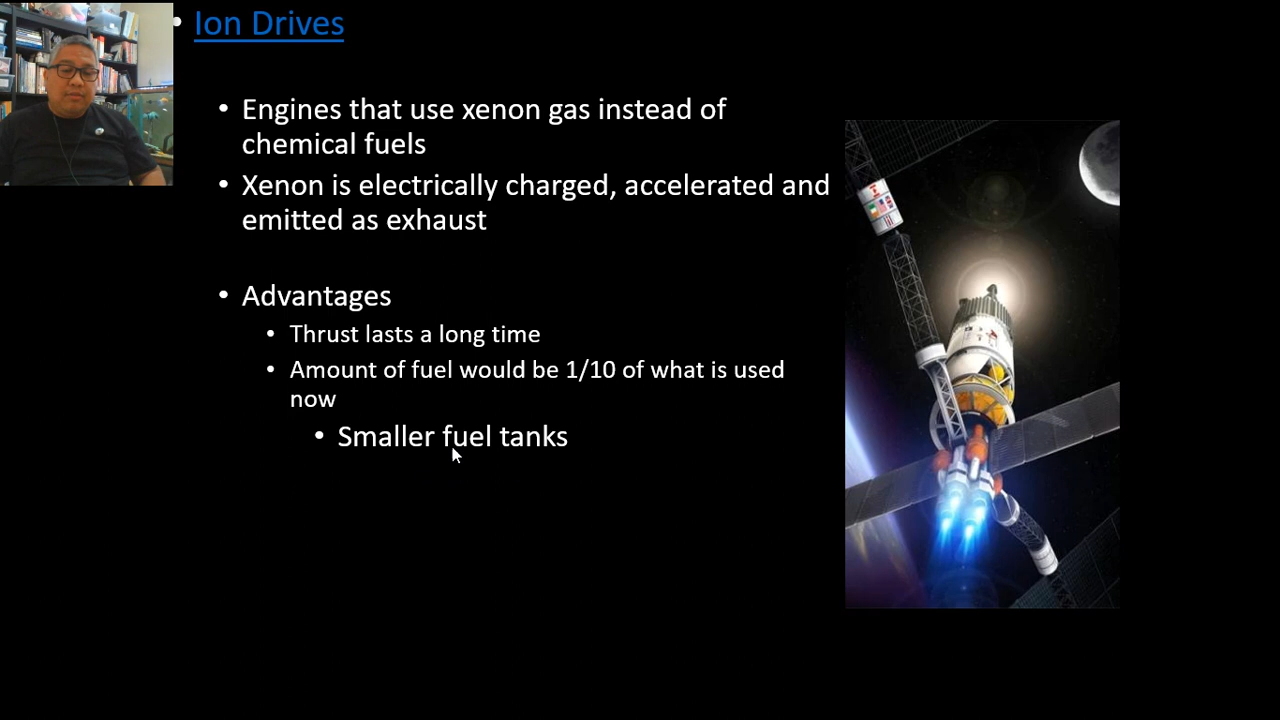 Ion Drives
Engines that use xenon gas instead of
chemical fuels
Xenon is electrically charged, accelerated and
emitted as exhaust
Advantages
Thrust lasts a long time
Amount of fuel would be 1/10 of what is used
now
Smaller fuel tanks